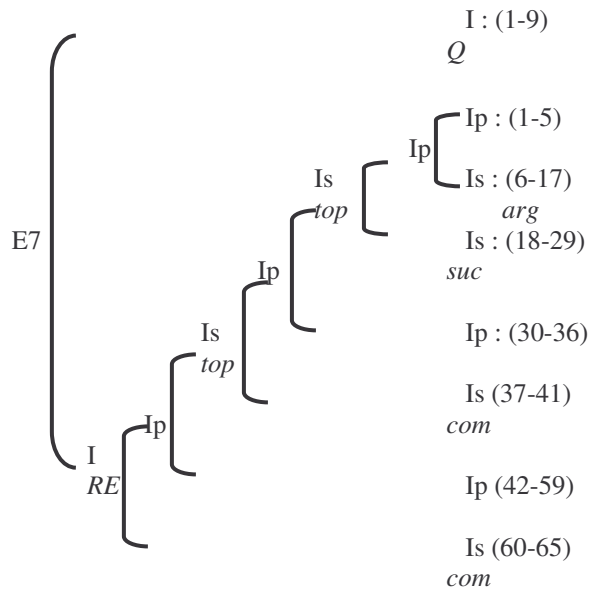 I : (1-9)
Q
Ip : (1-5)
Ip
Is
Is : (6-17)
top
arg
E7
Is : (18-29)
Ip
suc
Is
Ip : (30-36)
top
Is (37-41)
Ip
com
I
RE
Ip (42-59)
Is (60-65)
com